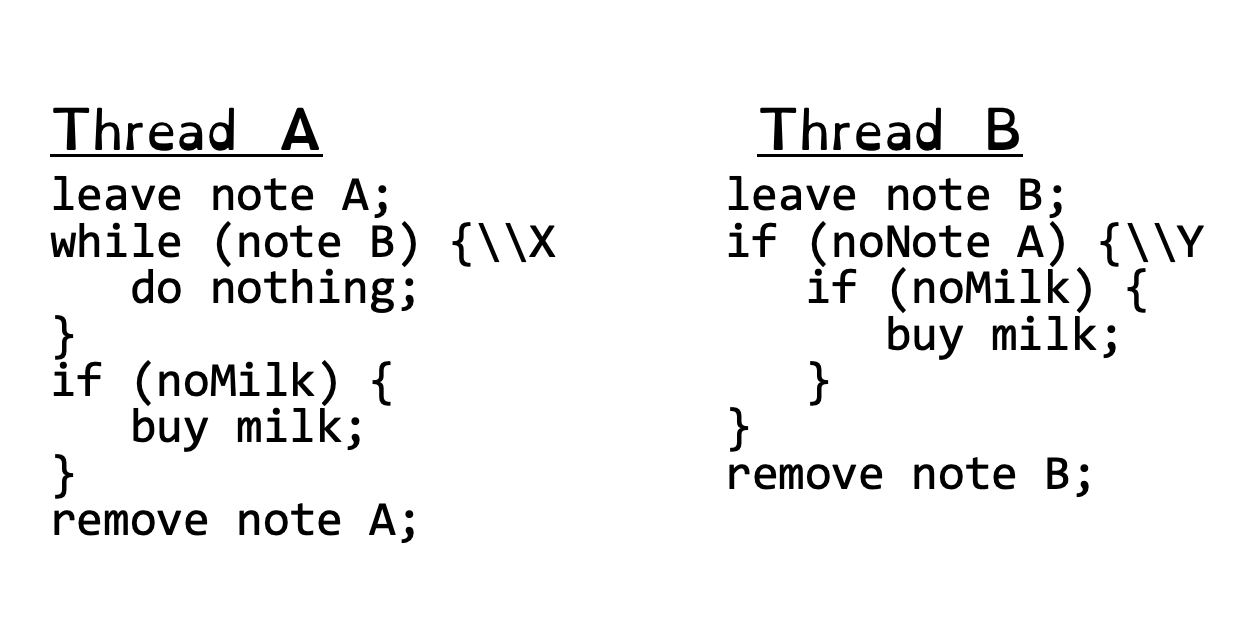 Thread A
leave note A;
while (note B) {\\X
   do nothing;
}
if (noMilk) {
   buy milk;
}
remove note A;
Thread B
leave note B;
if (noNote A) {\\Y
   if (noMilk) {
      buy milk;
   }
}
remove note B;